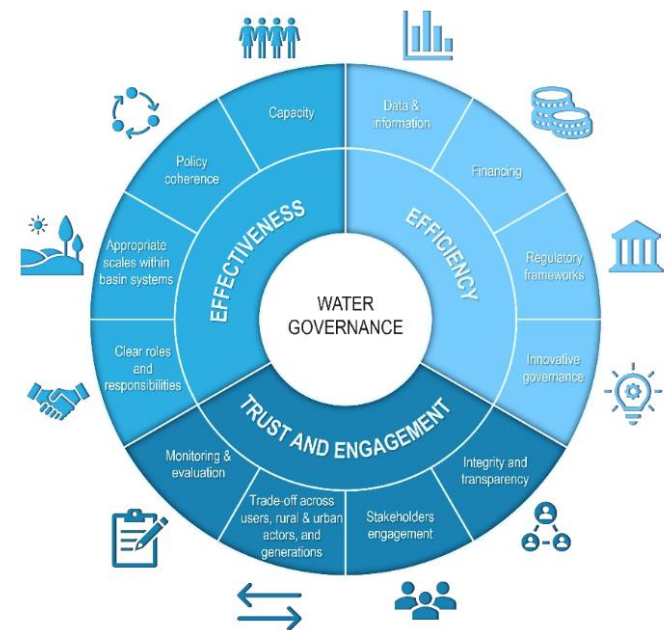 Capacity
Data &
information
Policy
coherence
Financing
Appropriate
scales within
basin systems
EFFECTIVENESS
EFFICIENCY
Regulatory
frameworks
WATER
GOVERNANCE
Clear roles
and
responsibilities
Innovative
governance
TRUST AND ENGAGEMENT
Monitoring &
evaluation
Integrity and
transparency
Trade-off across
users, rural & urban
actors, and
generations
Stakeholders
engagement